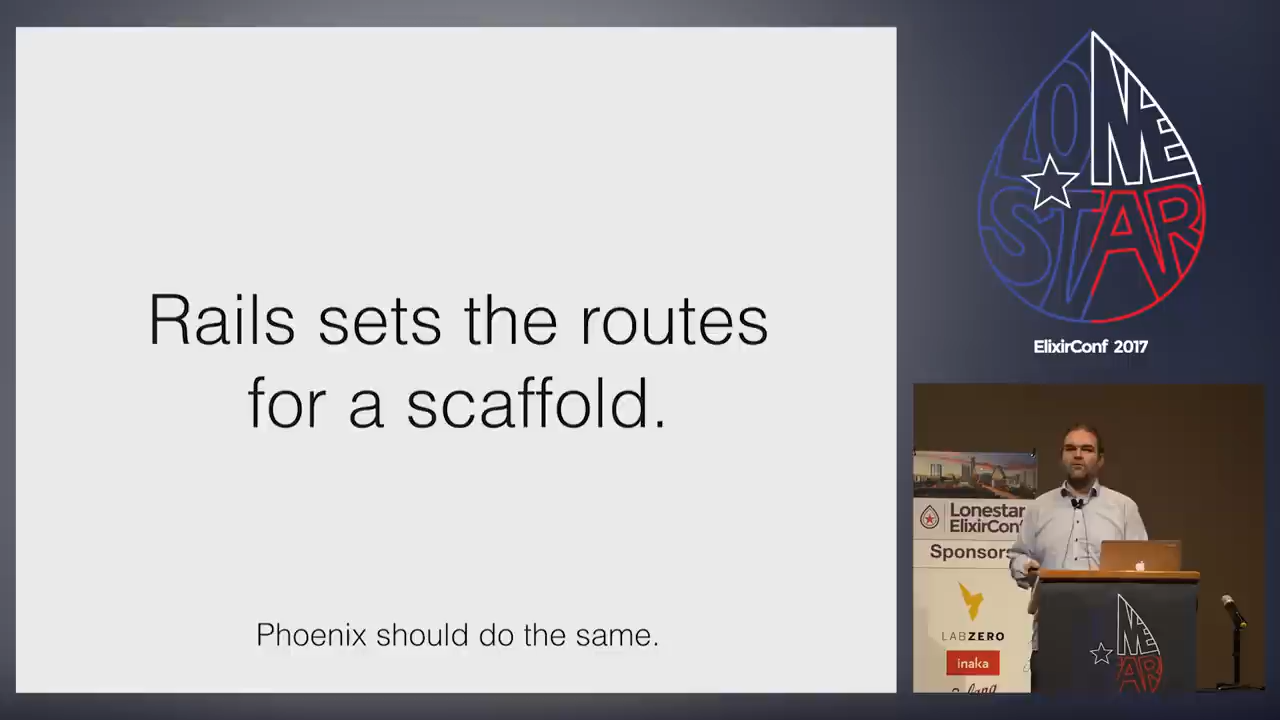 Rails sets the routes
for a scaffold.
Phoenix should do the same.
LONE
STAR
ElixirConf 2017
Lonestar
ElixirConf
Sponsors
LABZERO
inaka